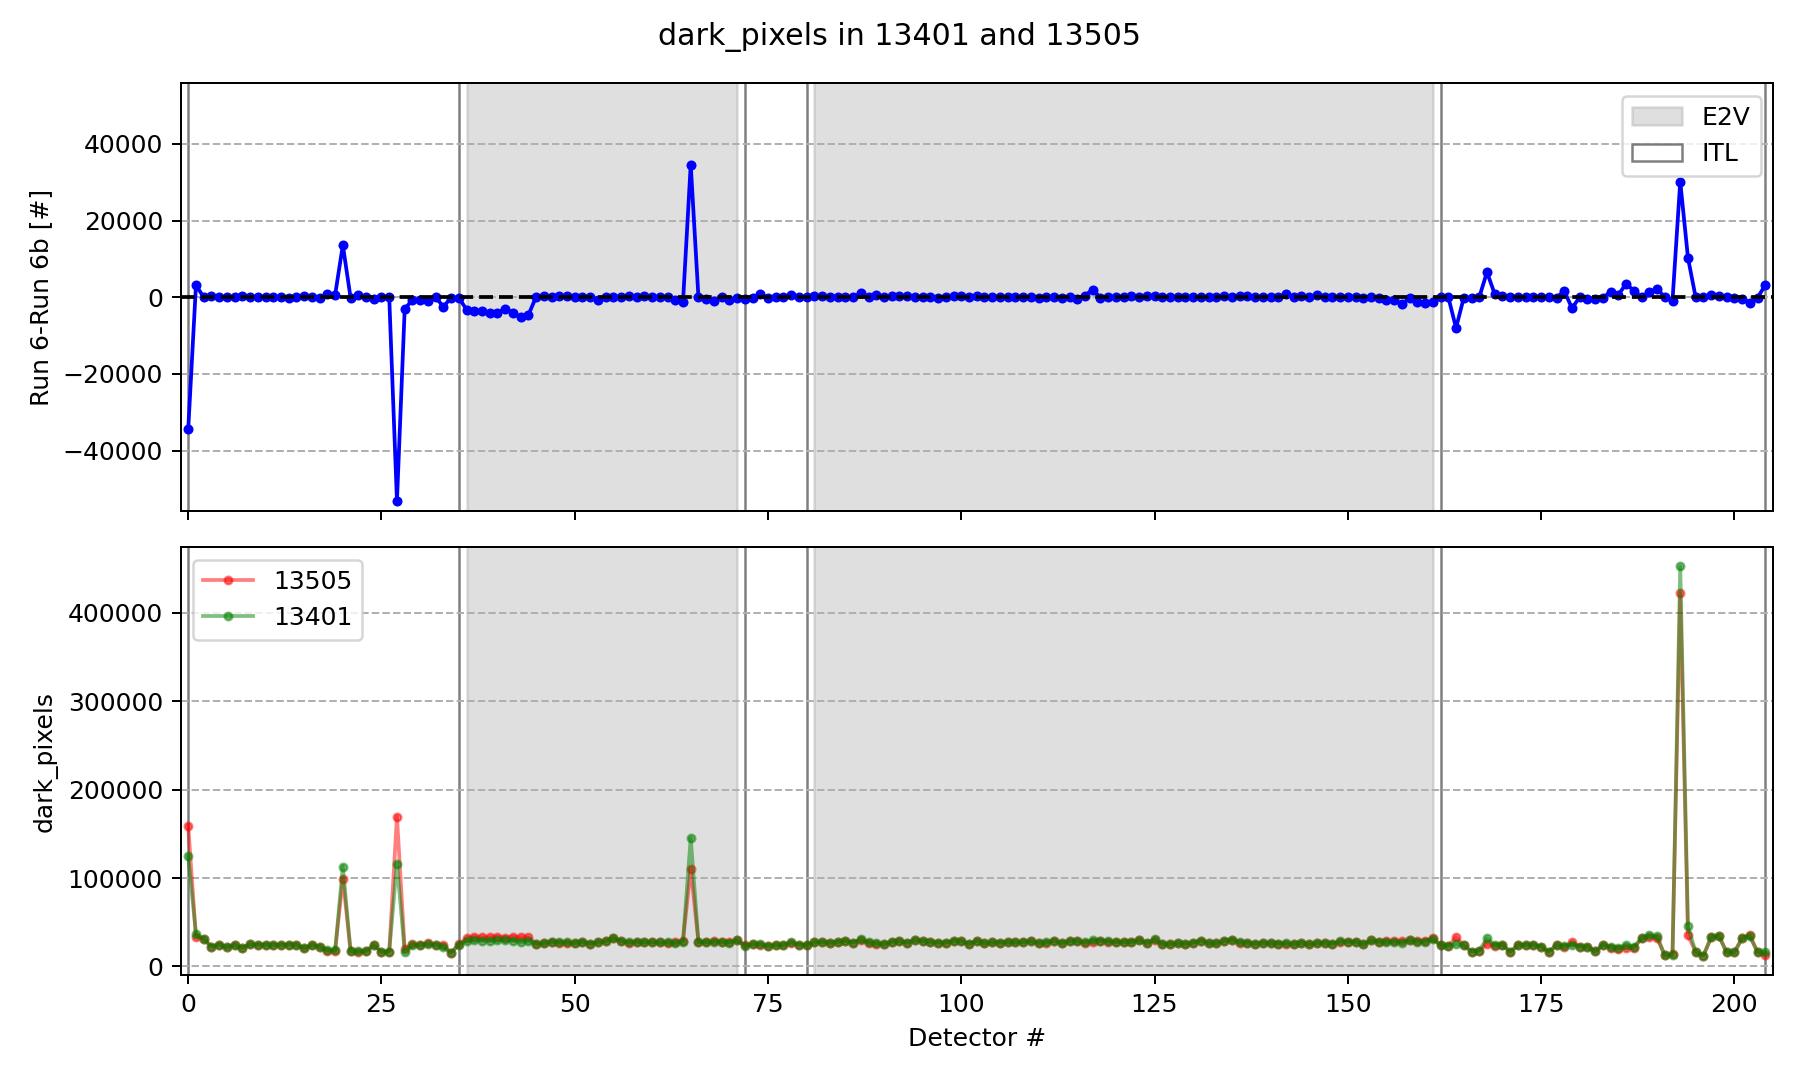 dark_pixels in 13401 and 13505
Run 6-Run 6b [#]
40000
20000
0
−20000
−40000
E2V
ITL
dark_pixels
400000
300000
200000
100000
0
13505
13401
0 25 50 75 100 125 150 175 200
Detector #